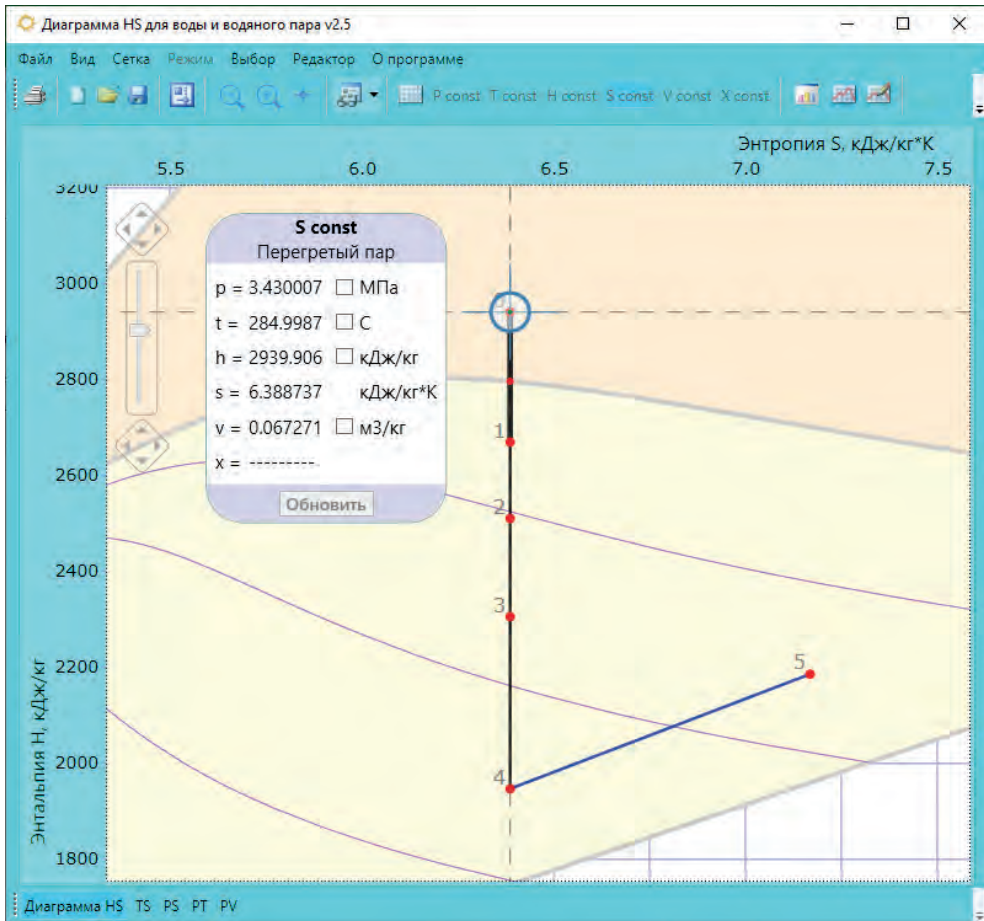 Диаграмма HS для воды и водяного пара v2.5
Файл Вид Сетка Режим Выбор Редактор О программе
P const T const H const S const V const X const
Энтропия S, кДж/кг*К
5.5 6.0 6.5 7.0 7.5
3200
3000
2800
2600
2400
2200
2000
1800
Энтальпия H, кДж/кг
S const
Перегретый пар
p = 3.430007 МПа
t = 284.9987 С
h = 2939.906 кДж/кг
s = 6.388737 кДж/кг*К
v = 0.067271 м3/кг
x = ---------
Обновить
1
2
3
4
5
Диаграмма HS TS PS PT PV